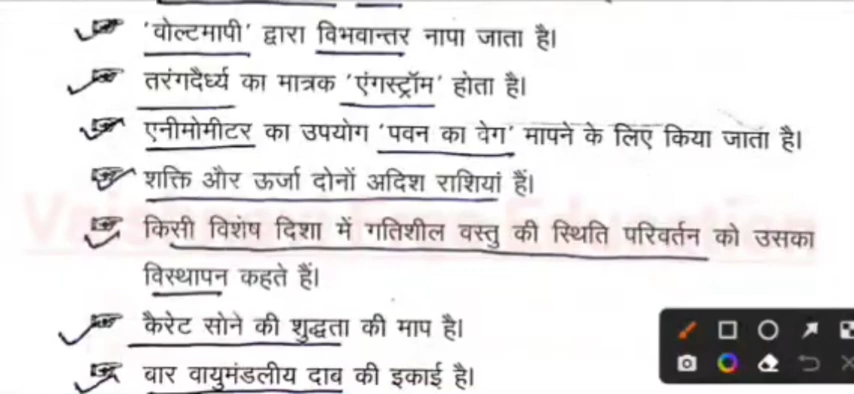 'वोल्टमापी' द्वारा विभवान्तर नापा जाता है।
तरंगदैर्ध्य का मात्रक 'एंगस्ट्रॉम' होता है।
एनीमोमीटर का उपयोग 'पवन का वेग' मापने के लिए किया जाता है।
शक्ति और ऊर्जा दोनों अदिश राशियां हैं।
किसी विशेष दिशा में गतिशील वस्तु की स्थिति परिवर्तन को उसका
विस्थापन कहते हैं।
कैरेट सोने की शुद्धता की माप है।
बार वायुमंडलीय दाब की इकाई है।